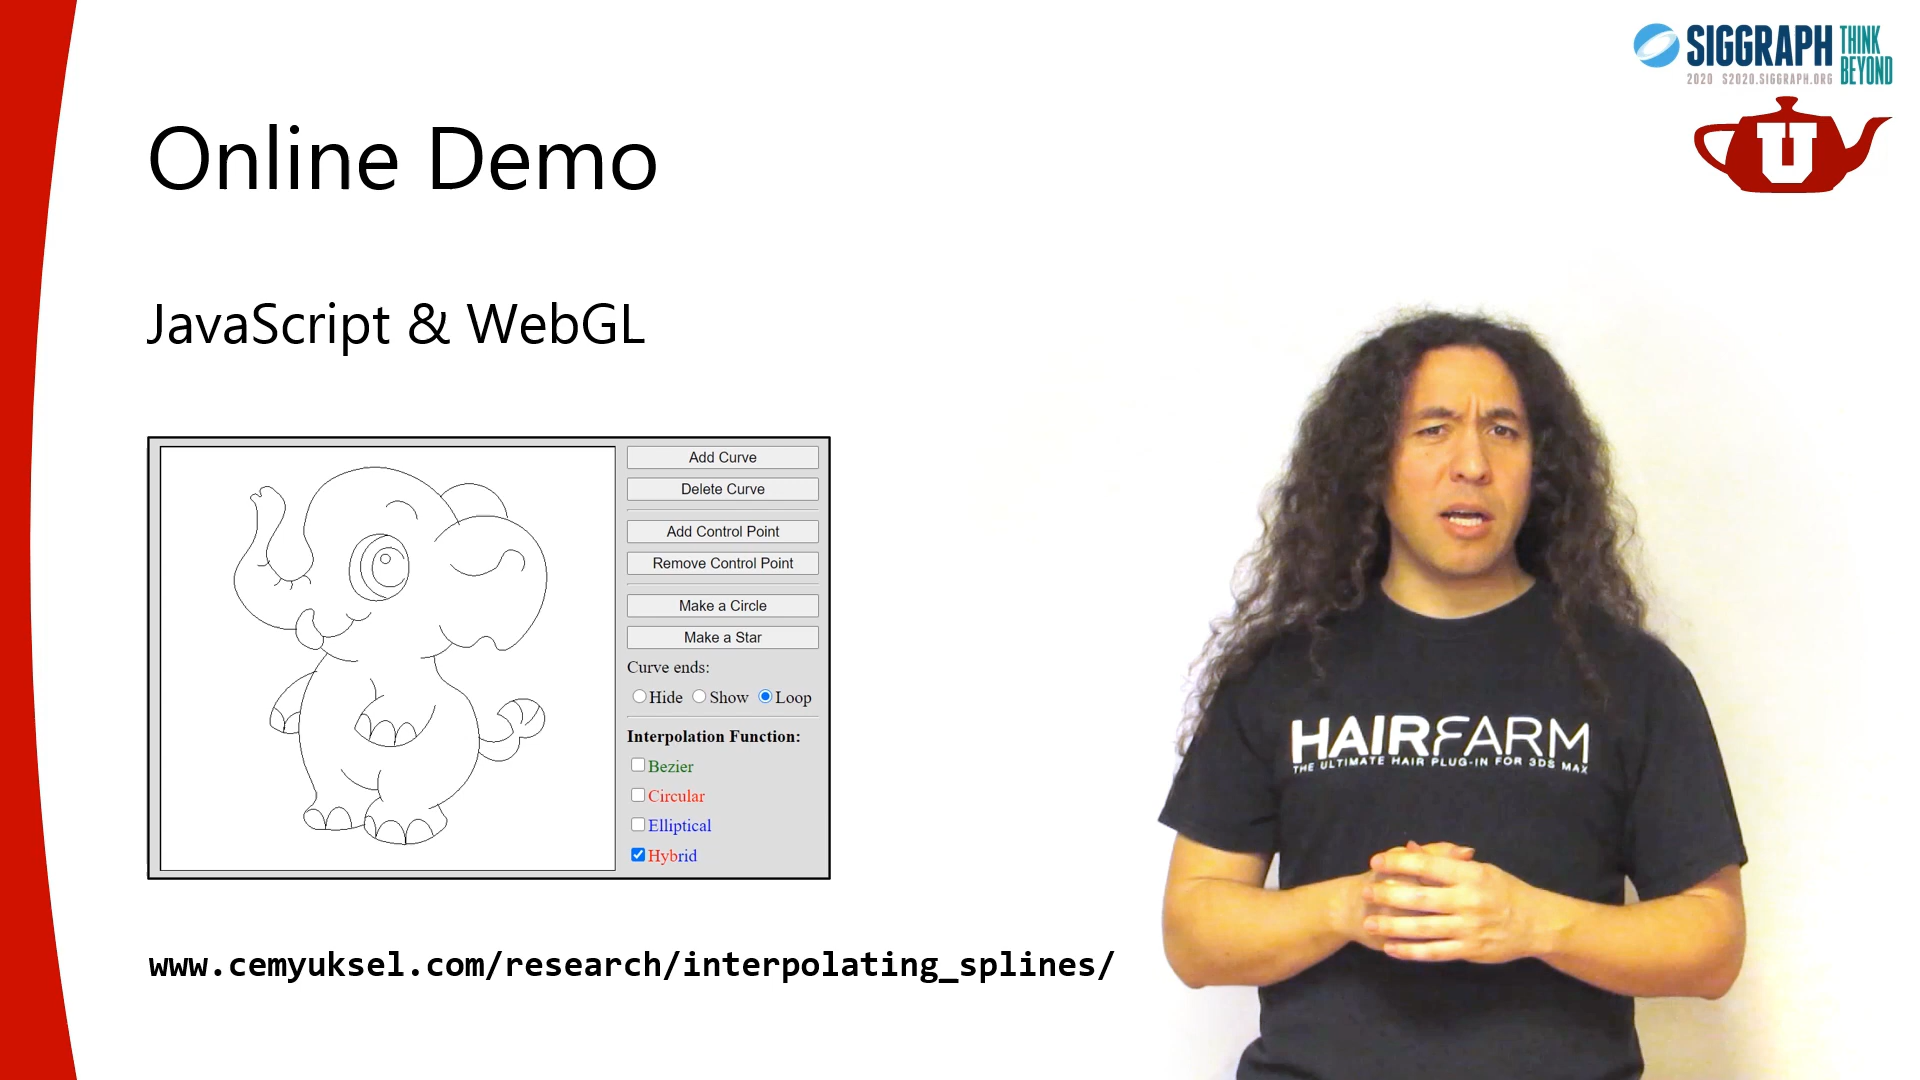 SIGGRAPH
THINK
BEYOND
2020 S2020.SIGGRAPH.ORG
U
Online Demo
JavaScript & WebGL
Add Curve
Delete Curve
Add Control Point
Remove Control Point
Make a Circle
Make a Star
Curve ends:
Hide Show Loop
Interpolation Function:
Bezier
Circular
Elliptical
Hybrid
HAIRFARM
THE ULTIMATE HAIR PLUG-IN FOR 3DS MAX
www.cemyuksel.com/research/interpolating_splines/